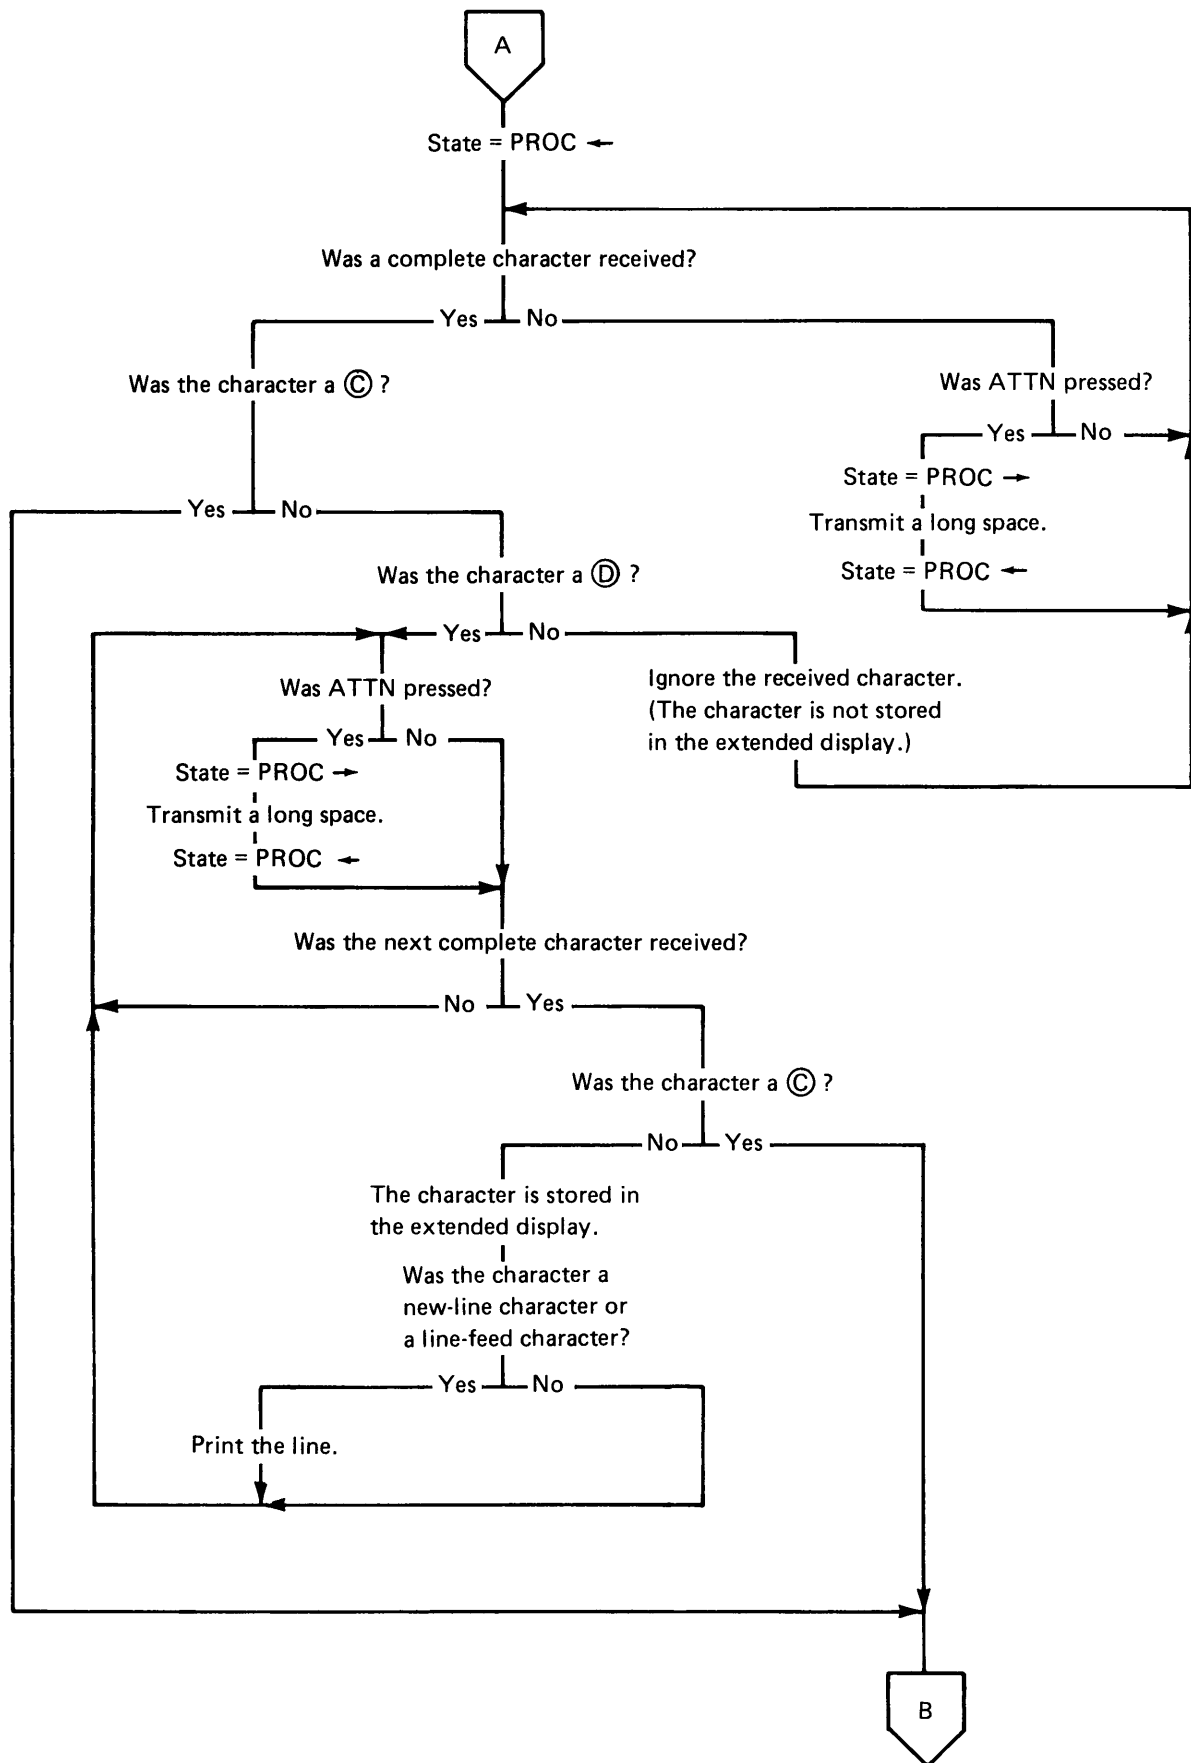 A
State = PROC ←
Was a complete character received?
Yes No
Was the character a Ⓒ ?
Was ATTN pressed?
Yes No
State = PROC →
Transmit a long space.
State = PROC ←
Yes No
Was the character a Ⓓ ?
Yes No
Ignore the received character.
(The character is not stored
in the extended display.)
Was ATTN pressed?
Yes No
State = PROC →
Transmit a long space.
State = PROC ←
Was the next complete character received?
No Yes
Was the character a Ⓒ ?
No Yes
The character is stored in
the extended display.
Was the character a
new-line character or
a line-feed character?
Yes No
Print the line.
B